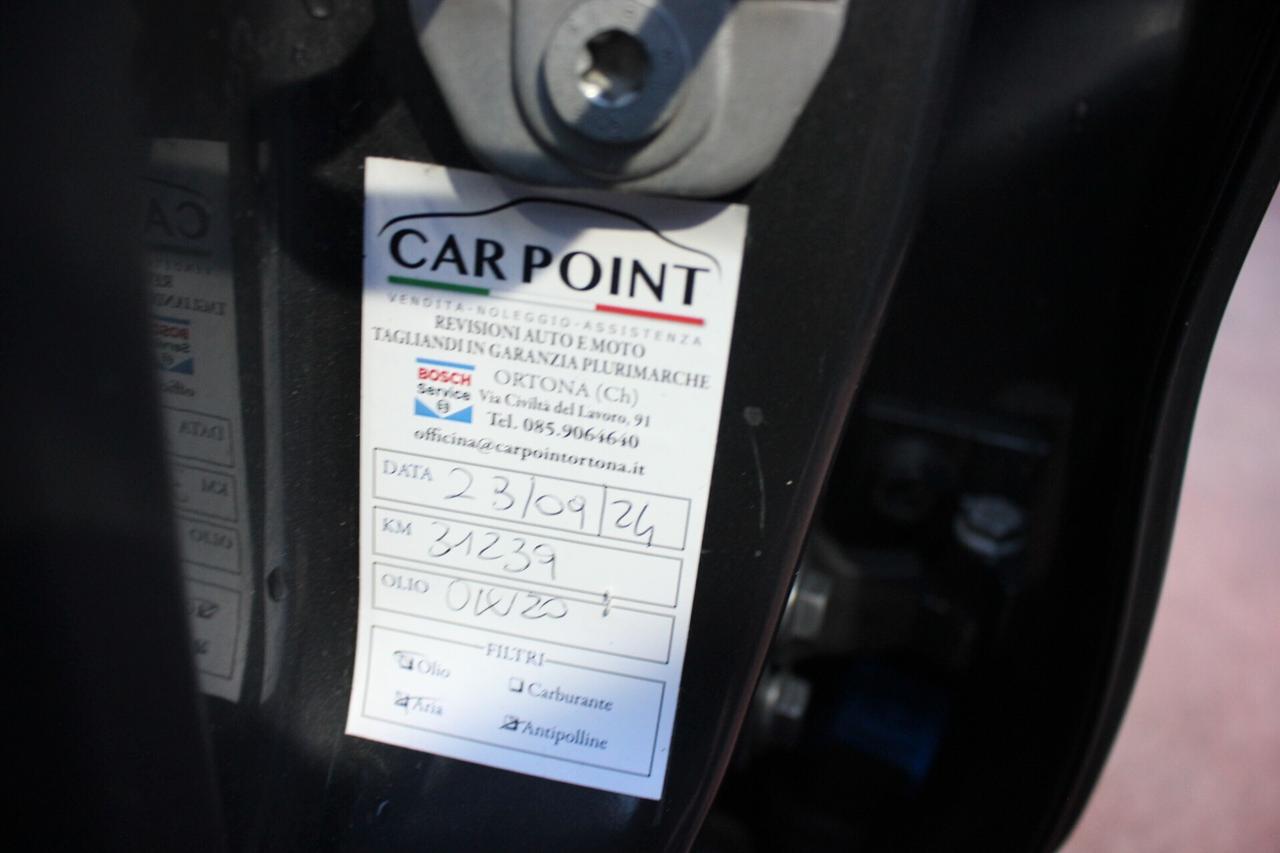 CAR POINT
VENDITA-NOLEGGIO-ASSISTENZA
REVISIONI AUTO E MOTO
TAGLIANDI IN GARANZIA PLURIMARCHE
BOSCH
Service
ORTONA (Ch)
Via Civiltà del Lavoro, 91
Tel. 085.9064640
officina@carpointortona.it
DATA 23/09/24
KM 31239
OLIO 0W20
FILTRI
Olio
Carburante
Aria
Antipolline